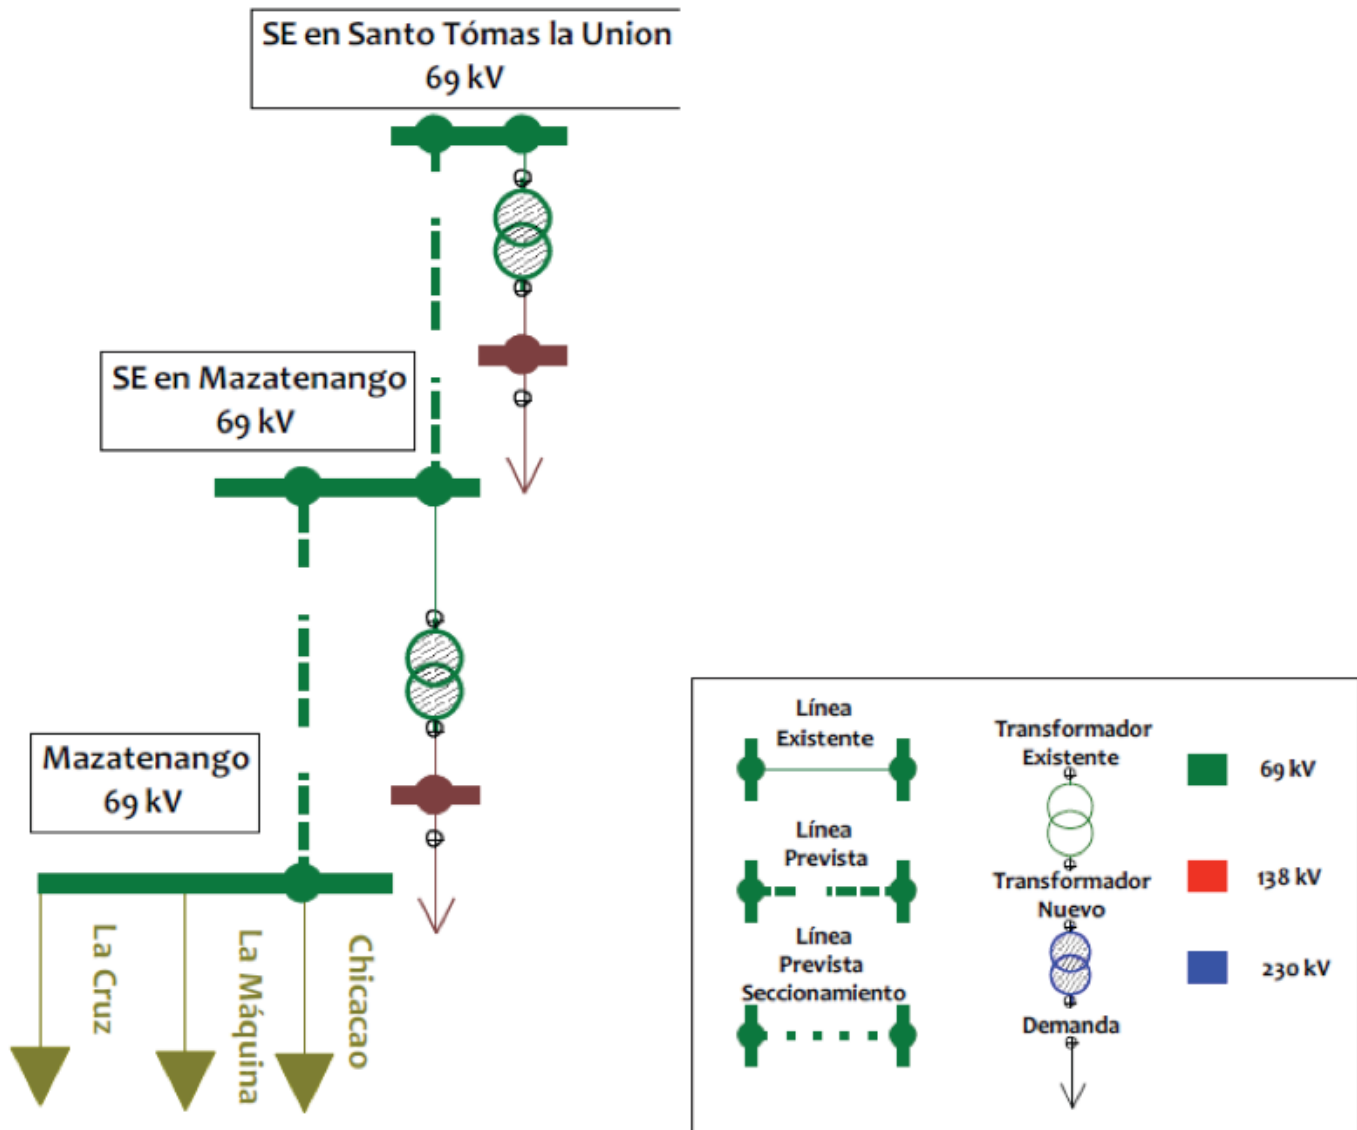 SE en Santo Tómas la Union
69 kV
SE en Mazatenango
69 kV
Mazatenango
69 kV
La Cruz
La Máquina
Chicacao
Línea
Existente
Línea
Prevista
Línea
Prevista
Seccionamiento
Transformador
Existente
Transformador
Nuevo
Demanda
69 kV
138 kV
230 kV